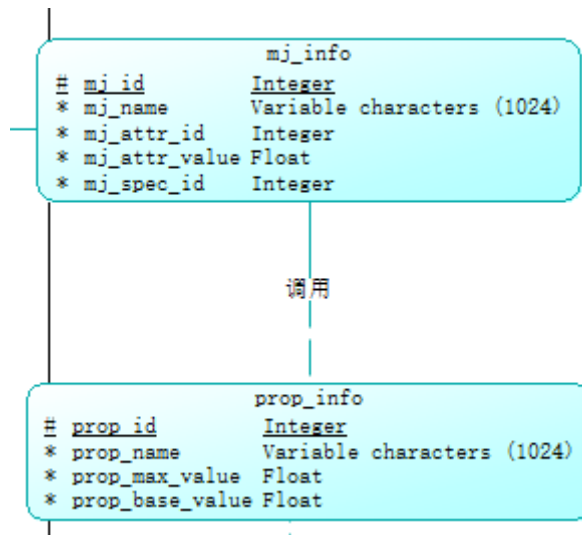 mj_info
# mj_id Integer
* mj_name Variable characters (1024)
* mj_attr_id Integer
* mj_attr_value Float
* mj_spec_id Integer
调用
prop_info
# prop_id Integer
* prop_name Variable characters (1024)
* prop_max_value Float
* prop_base_value Float